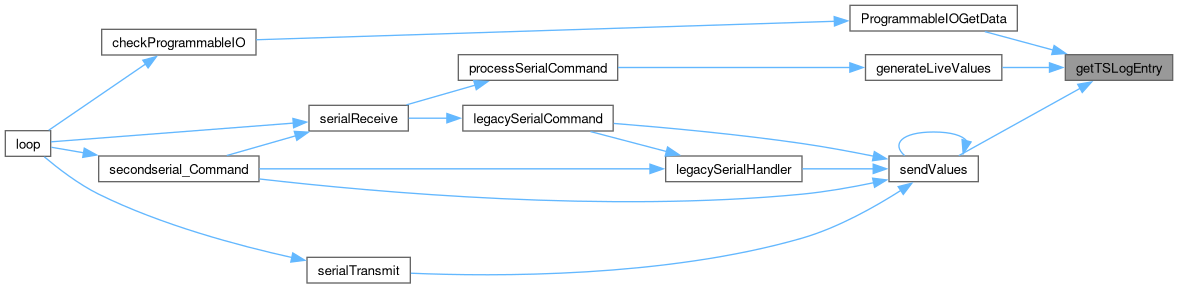 ProgrammableIOGetData
checkProgrammableIO
processSerialCommand
generateLiveValues
getTSLogEntry
serialReceive
legacySerialCommand
loop
secondserial_Command
legacySerialHandler
sendValues
serialTransmit